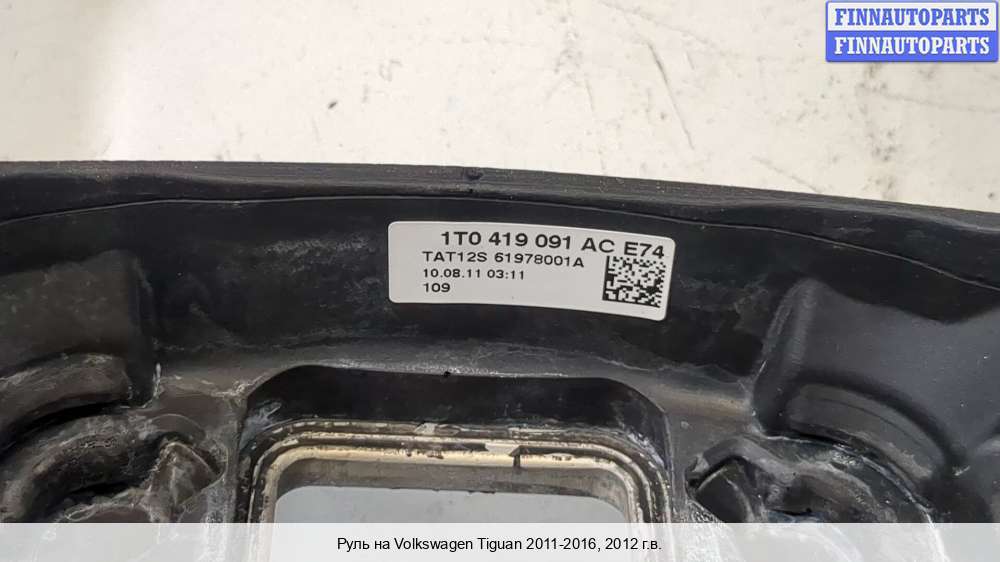 FINNAUTOPARTS
FINNAUTOPARTS
1T0 419 091 AC E74
TAT12S 61978001A
10.08.11 03:11
109
Руль на Volkswagen Tiguan 2011-2016, 2012 г.в.